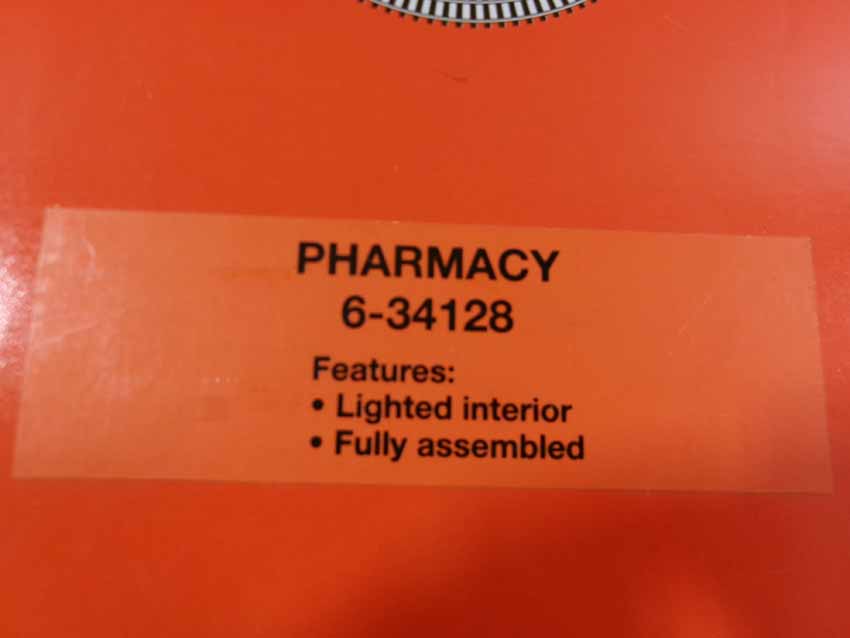 PHARMACY
6-34128
Features:
• Lighted interior
• Fully assembled